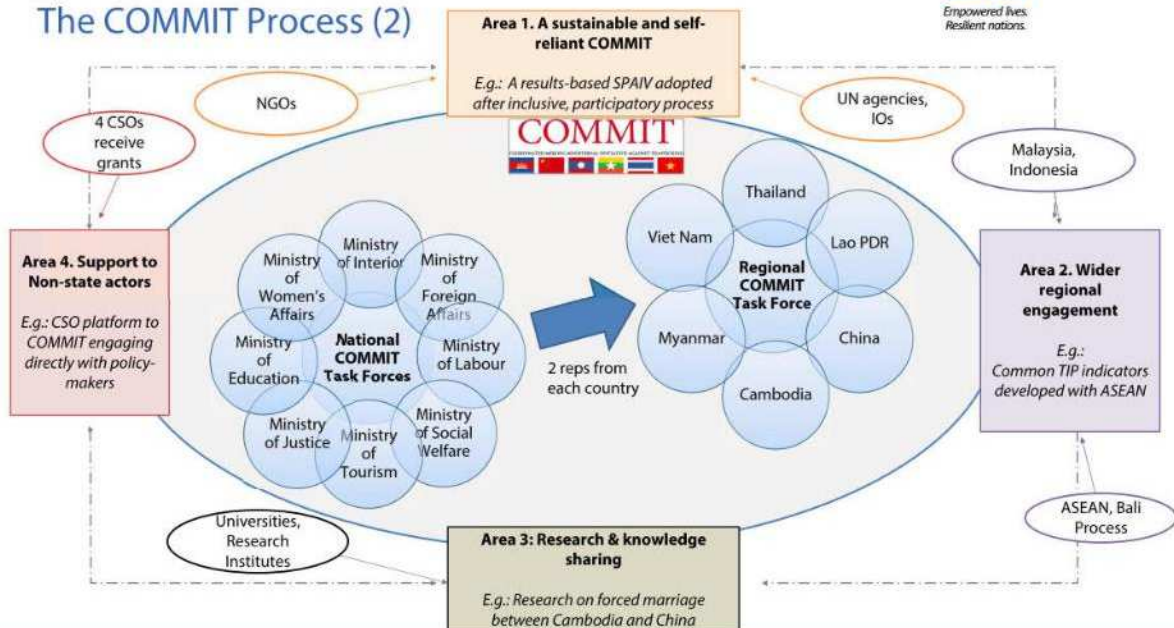 The COMMIT Process (2)
Empowered lives.
Resilient nations.
Area 1. A sustainable and self-
reliant COMMIT
E.g.: A results-based SPAIV adopted
after inclusive, participatory process
NGOs
UN agencies,
IOs
4 CSOs
receive
grants
Malaysia,
Indonesia
COMMIT
COORDINATED MEKONG MINISTERIAL INITIATIVE AGAINST TRAFFICKING
Area 4. Support to
Non-state actors
E.g.: CSO platform to
COMMIT engaging
directly with policy-
makers
Ministry
of Interior
Ministry
of
Women's
Affairs
Ministry
of
Foreign
Affairs
Ministry
of
Education
National
COMMIT
Task Forces
Ministry
of Labour
Ministry
of Justice
Ministry
of
Tourism
Ministry
of Social
Welfare
2 reps from
each country
Thailand
Viet Nam
Lao PDR
Regional
COMMIT
Task Force
Myanmar
China
Cambodia
Area 2. Wider
regional
engagement
E.g.:
Common TIP indicators
developed with ASEAN
Universities,
Research
Institutes
ASEAN, Bali
Process
Area 3: Research & knowledge
sharing
E.g.: Research on forced marriage
between Cambodia and China